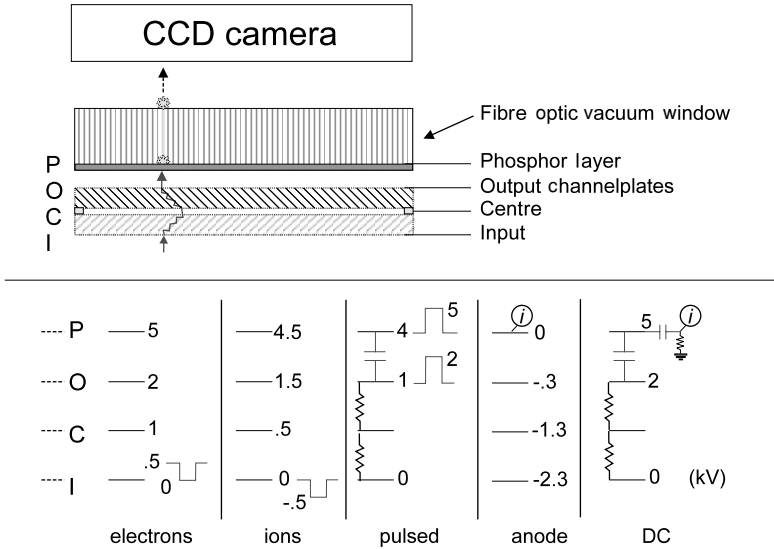 CCD camera
Fibre optic vacuum window
P
Phosphor layer
O
Output channelplates
C
Centre
I
Input
P 5 4.5 4 5 i 0 5 i
O 2 1.5 1 2 -.3 2
C 1 .5 -1.3
.5
I 0 0 -.5 0 -2.3 0 (kV)
electrons ions pulsed anode DC